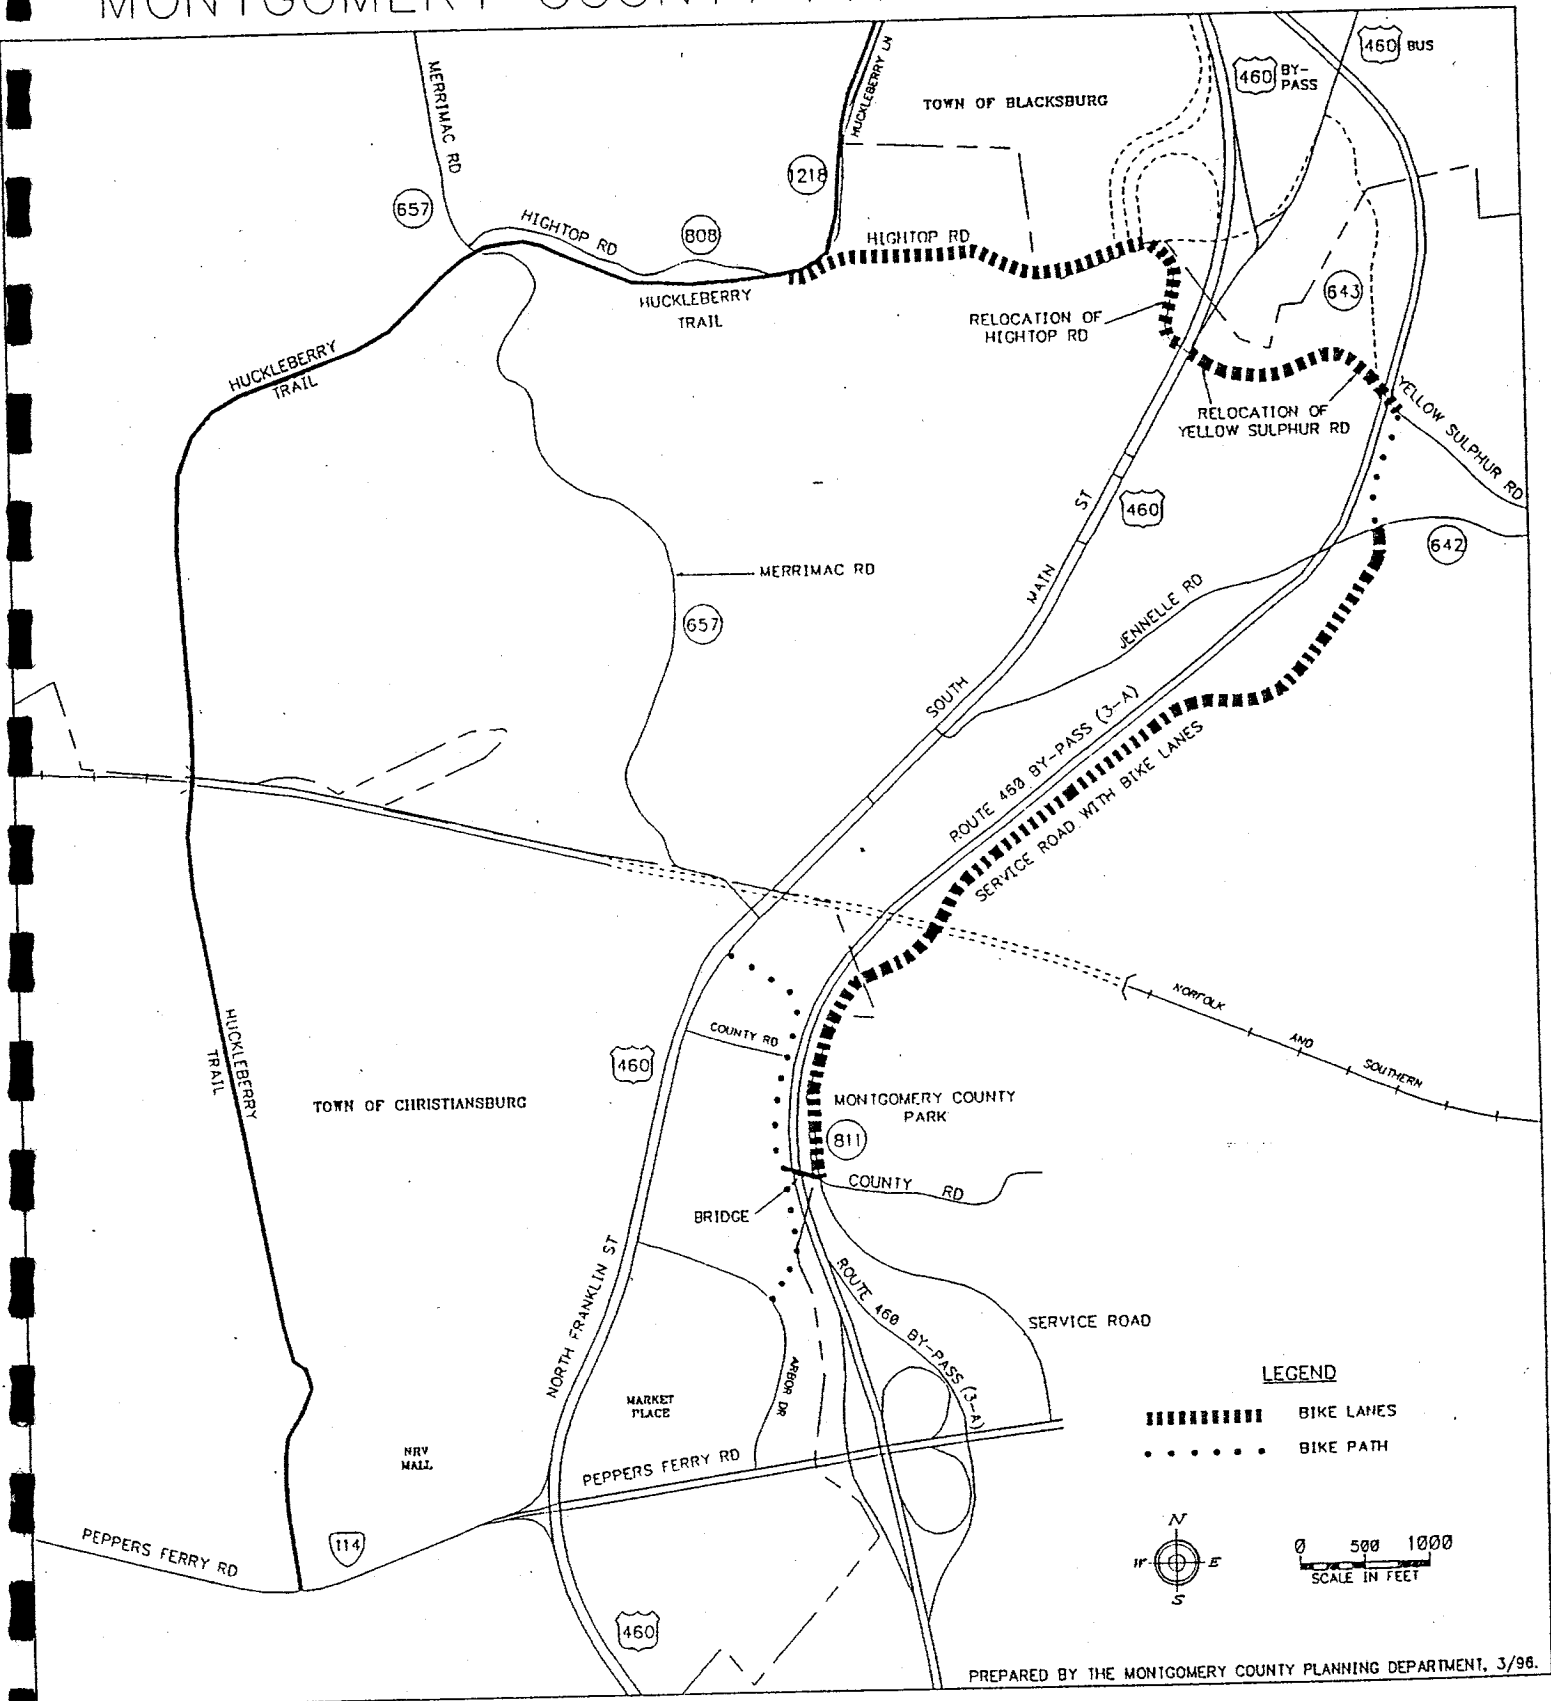 MONTGOMERY COUNTY
460 BUS
460 BY-
PASS
MERRIMAC RD
HUCKLEBERRY LN
TOWN OF BLACKSBURG
1218
657
HIGHTOP RD
808
HIGHTOP RD
643
HUCKLEBERRY
TRAIL
RELOCATION OF
HIGHTOP RD
HUCKLEBERRY
TRAIL
RELOCATION OF
YELLOW SULPHUR RD
YELLOW SULPHUR RD
460
642
MERRIMAC RD
657
SOUTH MAIN ST
JENNELLE RD
ROUTE 460 BY-PASS (3-A)
SERVICE ROAD WITH BIKE LANES
NORFOLK AND SOUTHERN
HUCKLEBERRY
TRAIL
COUNTY RD
460
TOWN OF CHRISTIANSBURG
MONTGOMERY COUNTY
PARK
811
COUNTY RD
BRIDGE
NORTH FRANKLIN ST
ROUTE 460 BY-PASS (3-A)
SERVICE ROAD
ARBOR DR
MARKET
PLACE
LEGEND
BIKE LANES
BIKE PATH
NRV
MALL
PEPPERS FERRY RD
PEPPERS FERRY RD
114
N
W E
S
0 500 1000
SCALE IN FEET
460
PREPARED BY THE MONTGOMERY COUNTY PLANNING DEPARTMENT, 3/96.